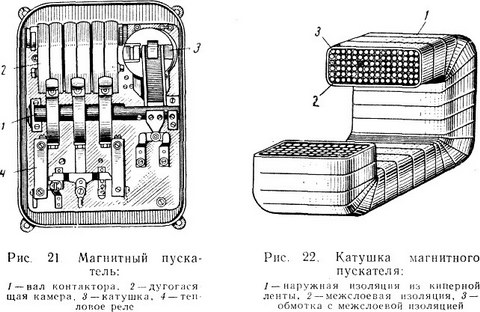 3
2
1
4
Рис. 21 Магнитный пуска-
тель:
1 — вал контактора, 2 — дугогася
щая камера, 3 — катушка, 4 — теп
ловое реле
1
3
2
Рис. 22. Катушка магнитного
пускателя:
1 — наружная изоляция из киперной
ленты, 2 — межслоевая изоляция, 3 —
обмотка с межслоевой изоляцией